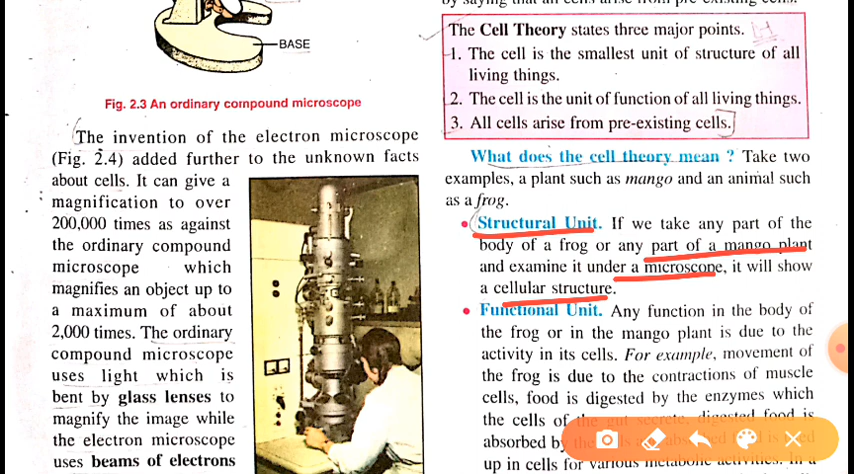 BASE
Fig. 2.3 An ordinary compound microscope
The invention of the electron microscope
(Fig. 2.4) added further to the unknown facts
about cells. It can give a
magnification to over
200,000 times as against
the ordinary compound
microscope which
magnifies an object up to
a maximum of about
2,000 times. The ordinary
compound microscope
uses light which is
bent by glass lenses to
magnify the image while
the electron microscope
uses beams of electrons
by saying that all cells arise from pre-existing cells.
The Cell Theory states three major points.
1. The cell is the smallest unit of structure of all
living things.
2. The cell is the unit of function of all living things.
3. All cells arise from pre-existing cells.
What does the cell theory mean ? Take two
examples, a plant such as mango and an animal such
as a frog.
• Structural Unit. If we take any part of the
body of a frog or any part of a mango plant
and examine it under a microscope, it will show
a cellular structure.
• Functional Unit. Any function in the body of
the frog or in the mango plant is due to the
activity in its cells. For example, movement of
the frog is due to the contractions of muscle
cells, food is digested by the enzymes which
the cells of the gut secrete, digested food is
absorbed by the
up in cells for various metabolic activities. In a